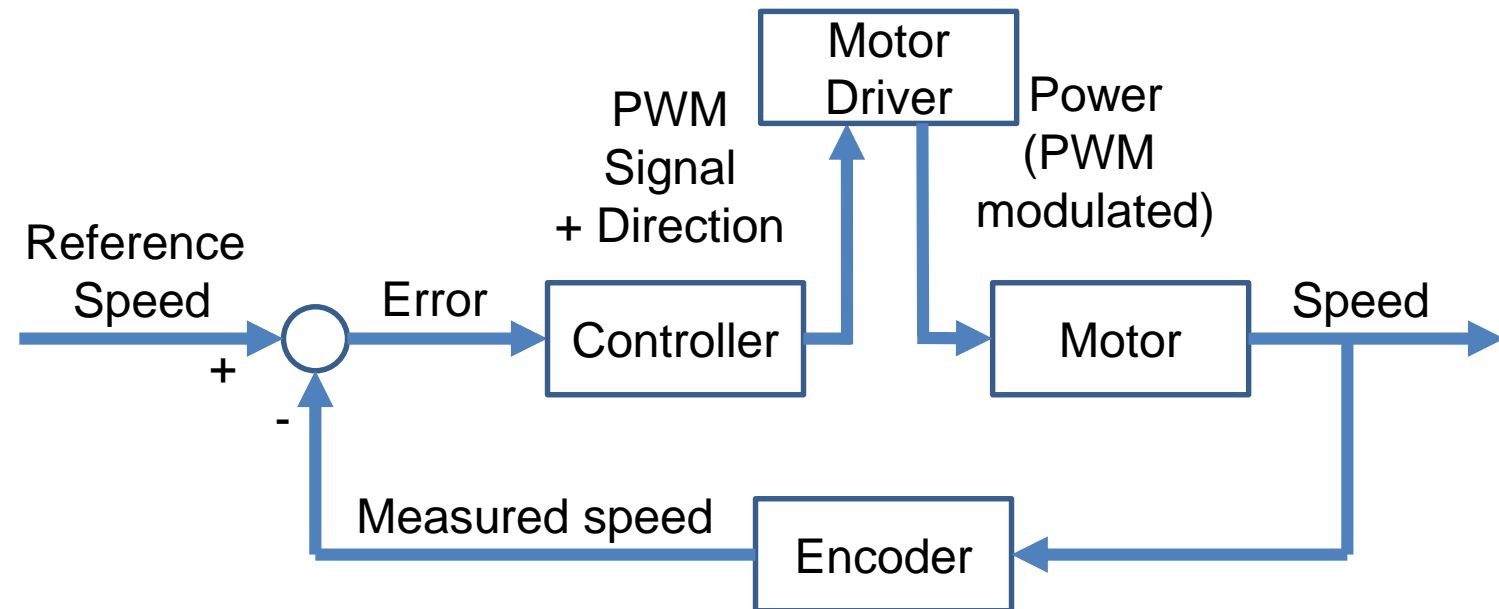 Motor
Driver
PWM
Signal
+ Direction
Power
(PWM
modulated)
Reference
Speed
+
-
Error
Controller
Motor
Speed
Measured speed
Encoder